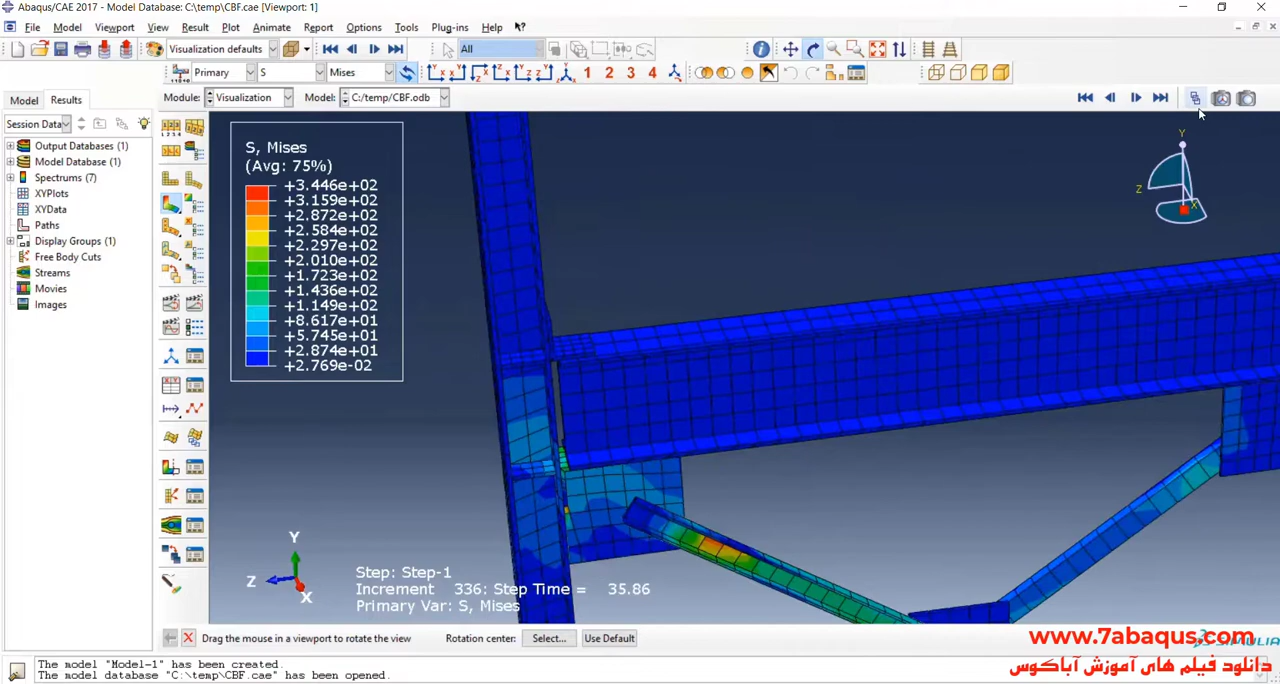 Abaqus/CAE 2017 - Model Database: C:\temp\CBF.cae [Viewport: 1]
File Model Viewport View Result Plot Animate Report Options Tools Plug-ins Help
Visualization defaults All
Primary S Mises 1 2 3 4
Model Results Module: Visualization Model: C:/temp/CBF.odb
Session Data
Output Databases (1)
Model Database (1)
Spectrums (7)
XYPlots
XYData
Paths
Display Groups (1)
Free Body Cuts
Streams
Movies
Images
S, Mises
(Avg: 75%)
+3.446e+02
+3.159e+02
+2.872e+02
+2.584e+02
+2.297e+02
+2.010e+02
+1.723e+02
+1.436e+02
+1.149e+02
+8.617e+01
+5.745e+01
+2.874e+01
+2.769e-02
Y
Z X
Y
Z
X
Step: Step-1
Increment 336: Step Time = 35.86
Primary Var: S, Mises
Drag the mouse in a viewport to rotate the view Rotation center: Select... Use Default
www.7abaqus.com
دانلود فیلم های آموزش آباکوس
The model "Model-1" has been created.
The model database "C:\temp\CBF.cae" has been opened.